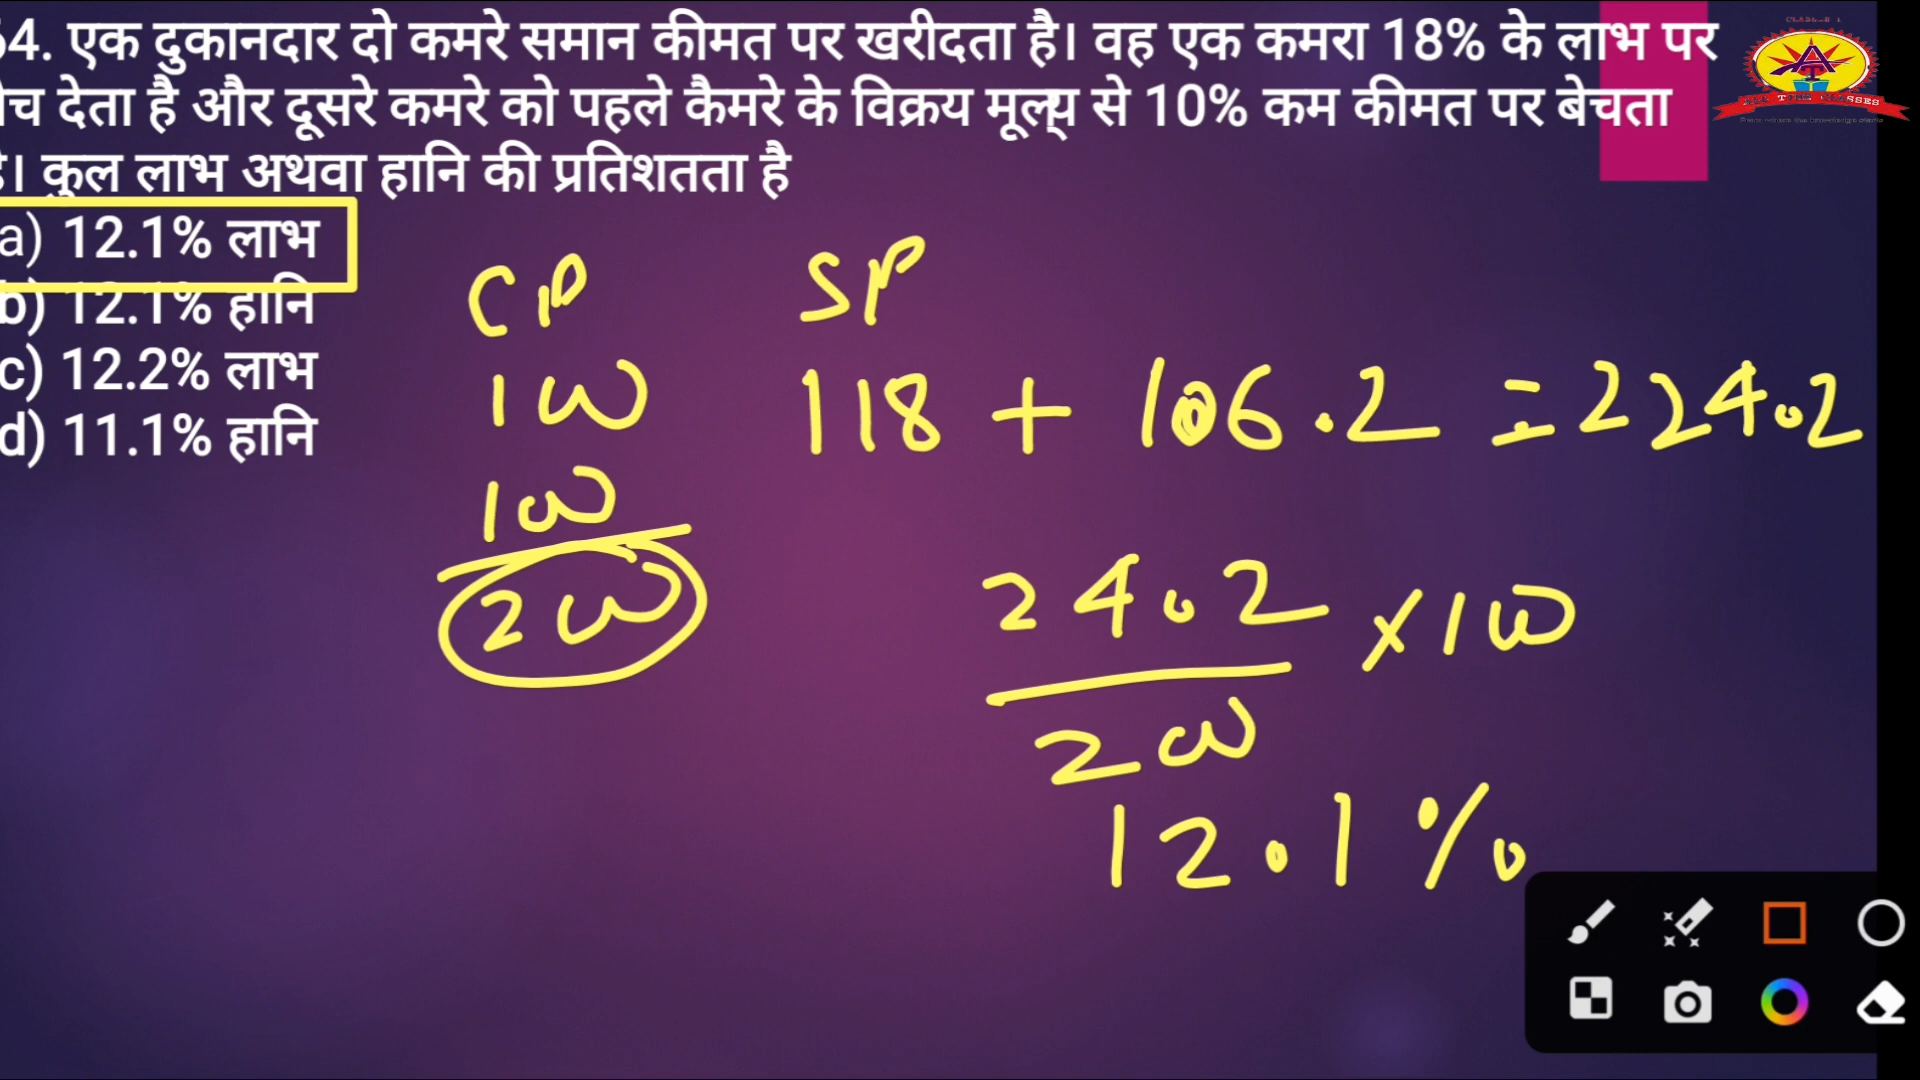 64. एक दुकानदार दो कमरे समान कीमत पर खरीदता है। वह एक कमरा 18% के लाभ पर
च देता है और दूसरे कमरे को पहले कैमरे के विक्रय मूल्य से 10% कम कीमत पर बेचता
है। कुल लाभ अथवा हानि की प्रतिशतता है
a) 12.1% लाभ
b) 12.1% हानि
c) 12.2% लाभ
d) 11.1% हानि
CP SP
100 118 + 106.2 = 224.2
100
200
24.2 × 100
200
12.1%